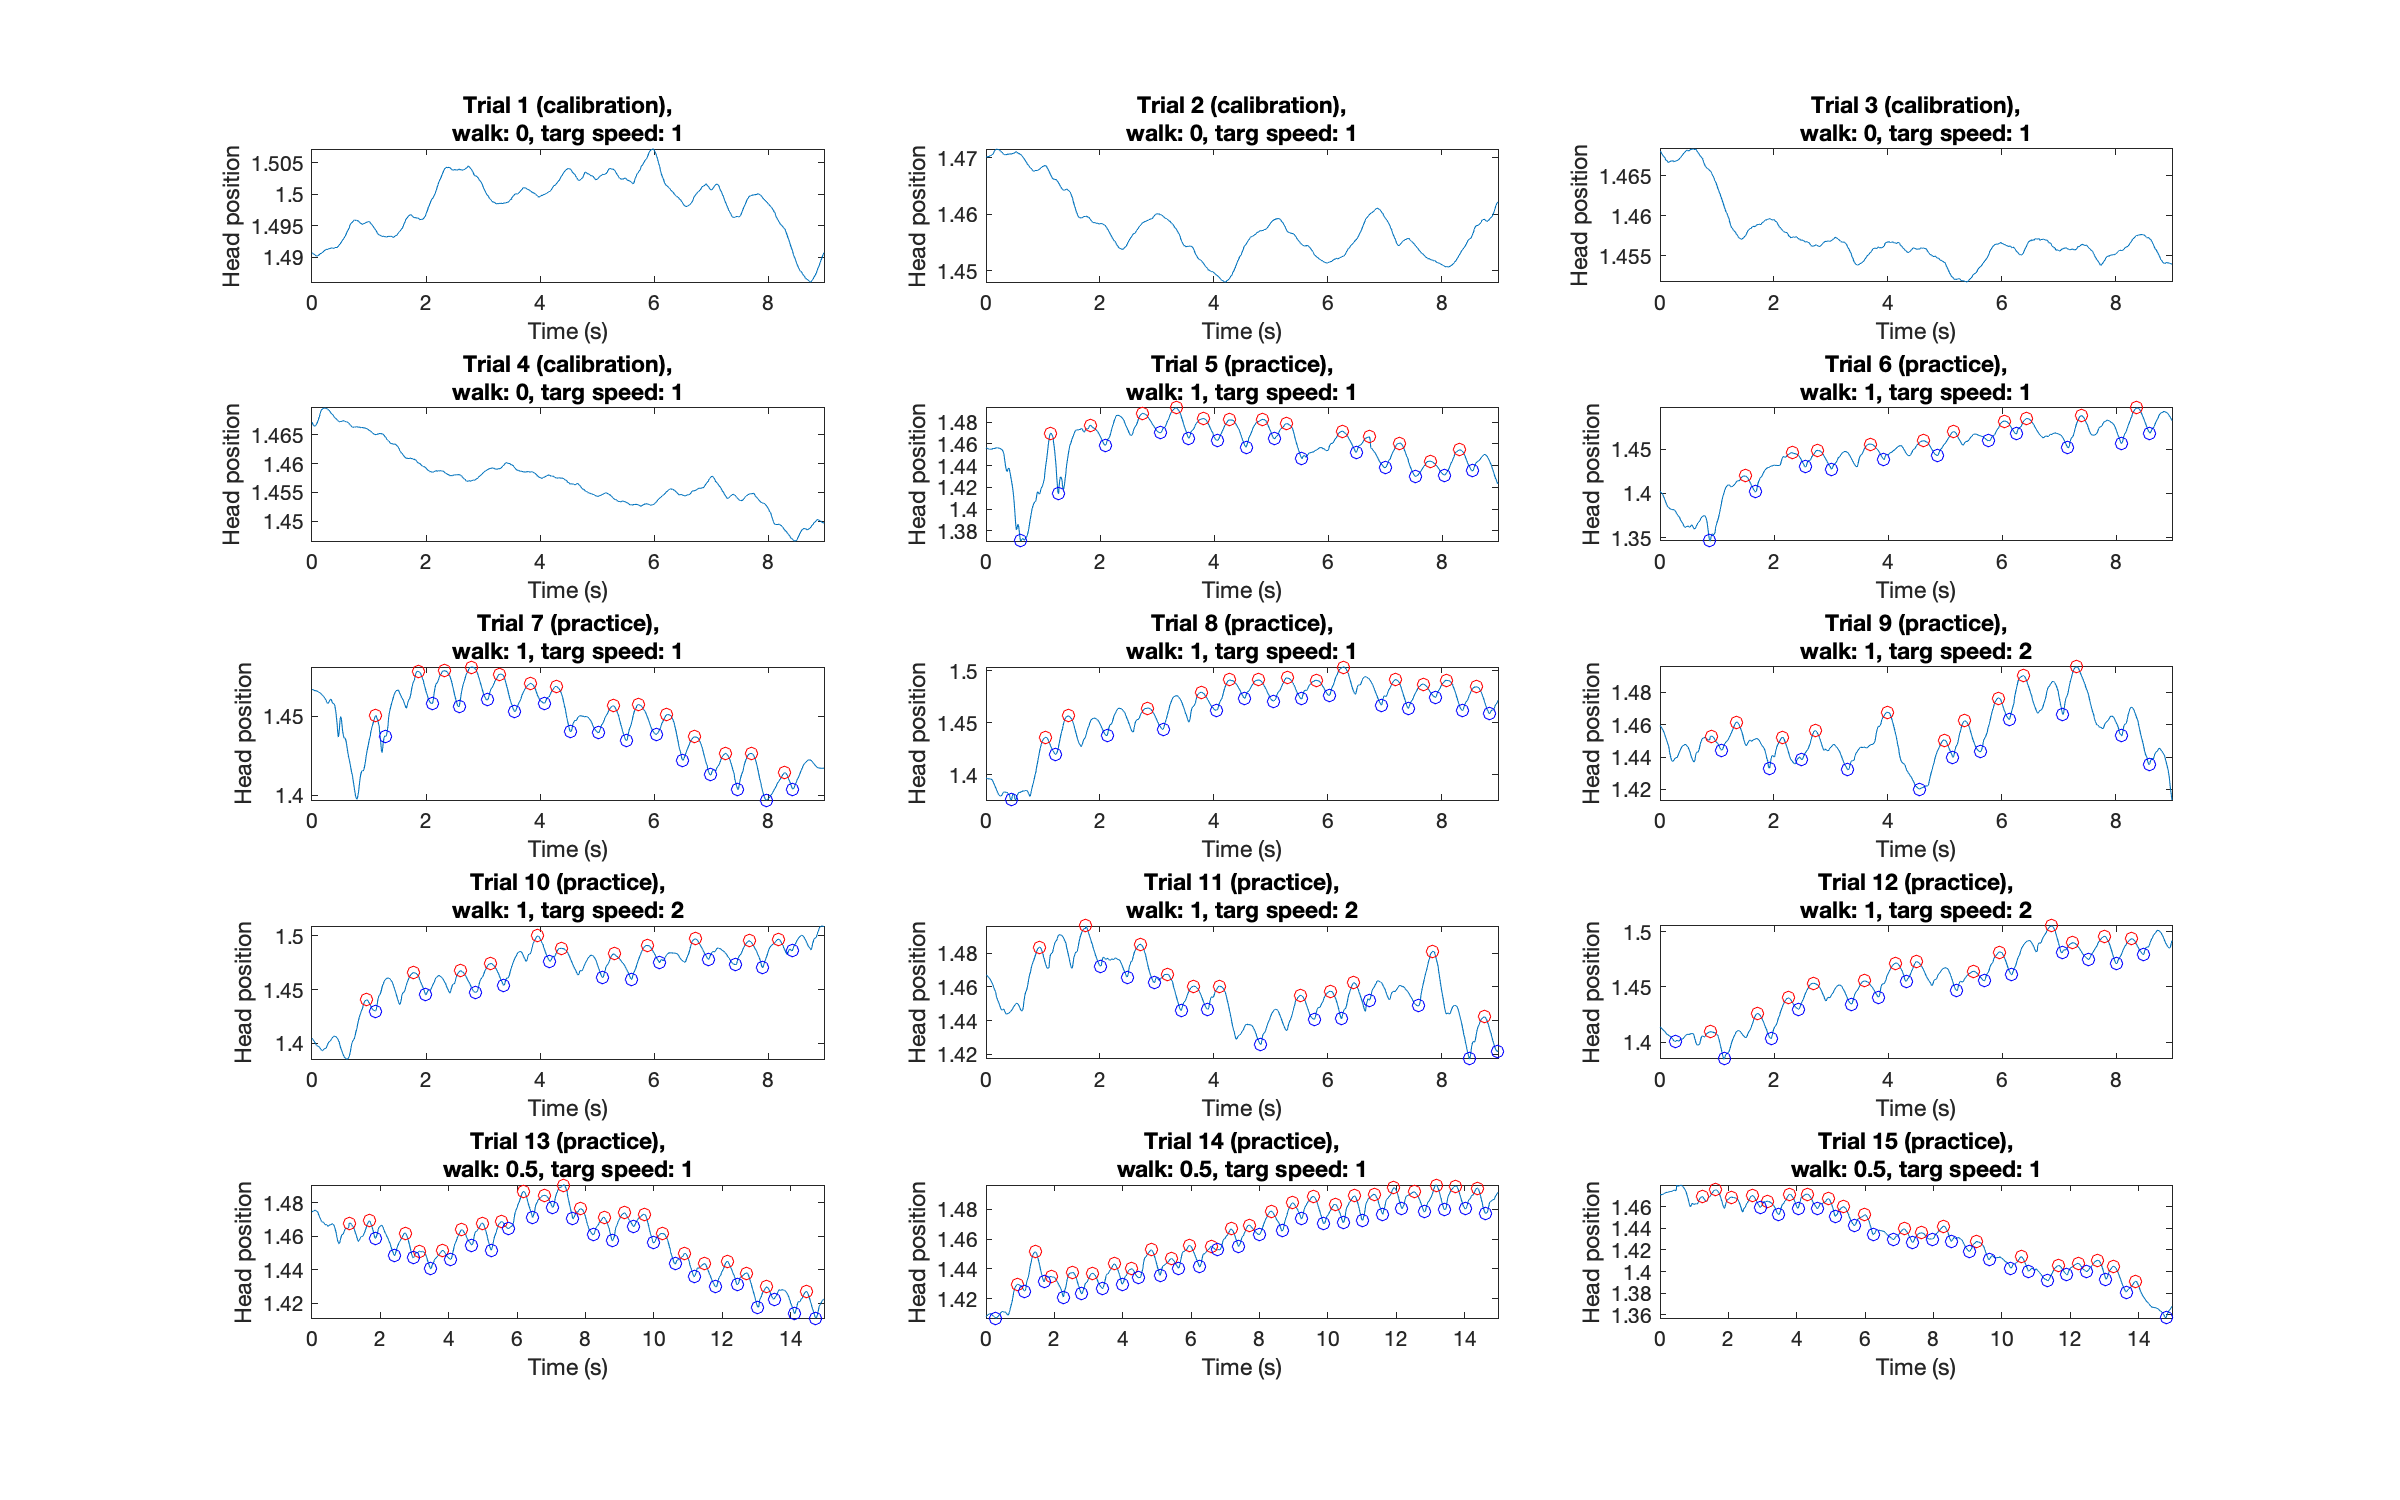 Trial 1 (calibration),
walk: 0, targ speed: 1
Head position
1.505
1.5
1.495
1.49
0 2 4 6 8
Time (s)
Trial 2 (calibration),
walk: 0, targ speed: 1
Head position
1.47
1.46
1.45
0 2 4 6 8
Time (s)
Trial 3 (calibration),
walk: 0, targ speed: 1
Head position
1.465
1.46
1.455
0 2 4 6 8
Time (s)
Trial 4 (calibration),
walk: 0, targ speed: 1
Head position
1.465
1.46
1.455
1.45
0 2 4 6 8
Time (s)
Trial 5 (practice),
walk: 1, targ speed: 1
Head position
1.48
1.46
1.44
1.42
1.4
1.38
0 2 4 6 8
Time (s)
Trial 6 (practice),
walk: 1, targ speed: 1
Head position
1.45
1.4
1.35
0 2 4 6 8
Time (s)
Trial 7 (practice),
walk: 1, targ speed: 1
Head position
1.45
1.4
0 2 4 6 8
Time (s)
Trial 8 (practice),
walk: 1, targ speed: 1
Head position
1.5
1.45
1.4
0 2 4 6 8
Time (s)
Trial 9 (practice),
walk: 1, targ speed: 2
Head position
1.48
1.46
1.44
1.42
0 2 4 6 8
Time (s)
Trial 10 (practice),
walk: 1, targ speed: 2
Head position
1.5
1.45
1.4
0 2 4 6 8
Time (s)
Trial 11 (practice),
walk: 1, targ speed: 2
Head position
1.48
1.46
1.44
1.42
0 2 4 6 8
Time (s)
Trial 12 (practice),
walk: 1, targ speed: 2
Head position
1.5
1.45
1.4
0 2 4 6 8
Time (s)
Trial 13 (practice),
walk: 0.5, targ speed: 1
Head position
1.48
1.46
1.44
1.42
0 2 4 6 8 10 12 14
Time (s)
Trial 14 (practice),
walk: 0.5, targ speed: 1
Head position
1.48
1.46
1.44
1.42
0 2 4 6 8 10 12 14
Time (s)
Trial 15 (practice),
walk: 0.5, targ speed: 1
Head position
1.46
1.44
1.42
1.4
1.38
1.36
0 2 4 6 8 10 12 14
Time (s)